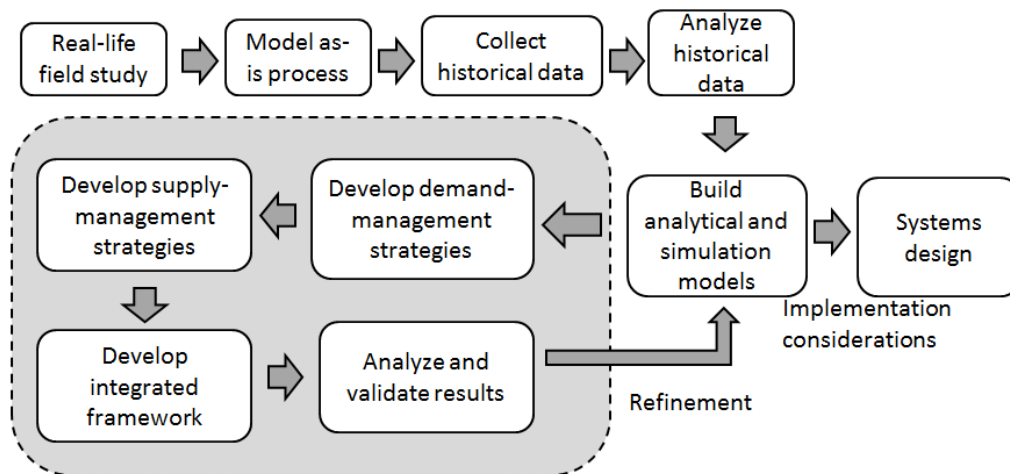 Real-life
field study
Model as-
is process
Collect
historical data
Analyze
historical
data
Develop supply-
management
strategies
Develop demand-
management
strategies
Build
analytical and
simulation
models
Systems
design
Implementation
considerations
Develop
integrated
framework
Analyze and
validate results
Refinement